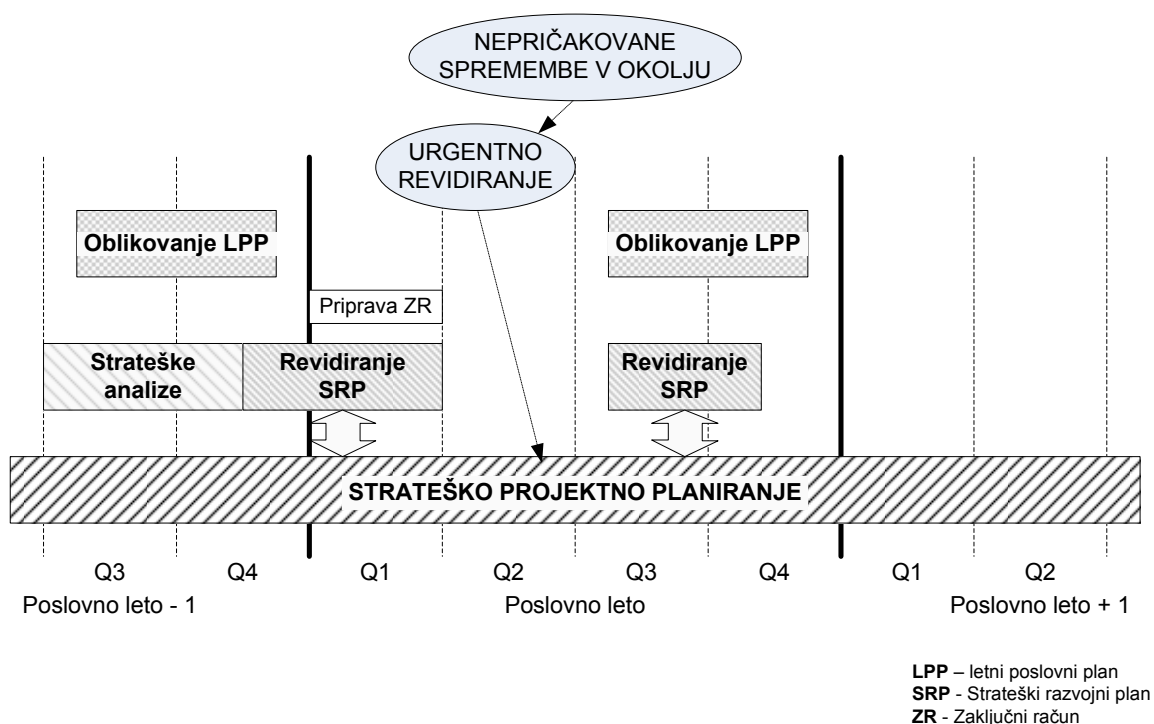 NEPRIČAKOVANE
SPREMEMBE V OKOLJU
URGENTNO
REVIDIRANJE
Oblikovanje LPP
Oblikovanje LPP
Priprava ZR
Strateške
analize
Revidiranje
SRP
Revidiranje
SRP
STRATEŠKO PROJEKTNO PLANIRANJE
Q3
Q4
Q1
Q2
Q3
Q4
Q1
Q2
Poslovno leto - 1
Poslovno leto
Poslovno leto + 1
LPP – letni poslovni plan
SRP - Strateški razvojni plan
ZR - Zaključni račun